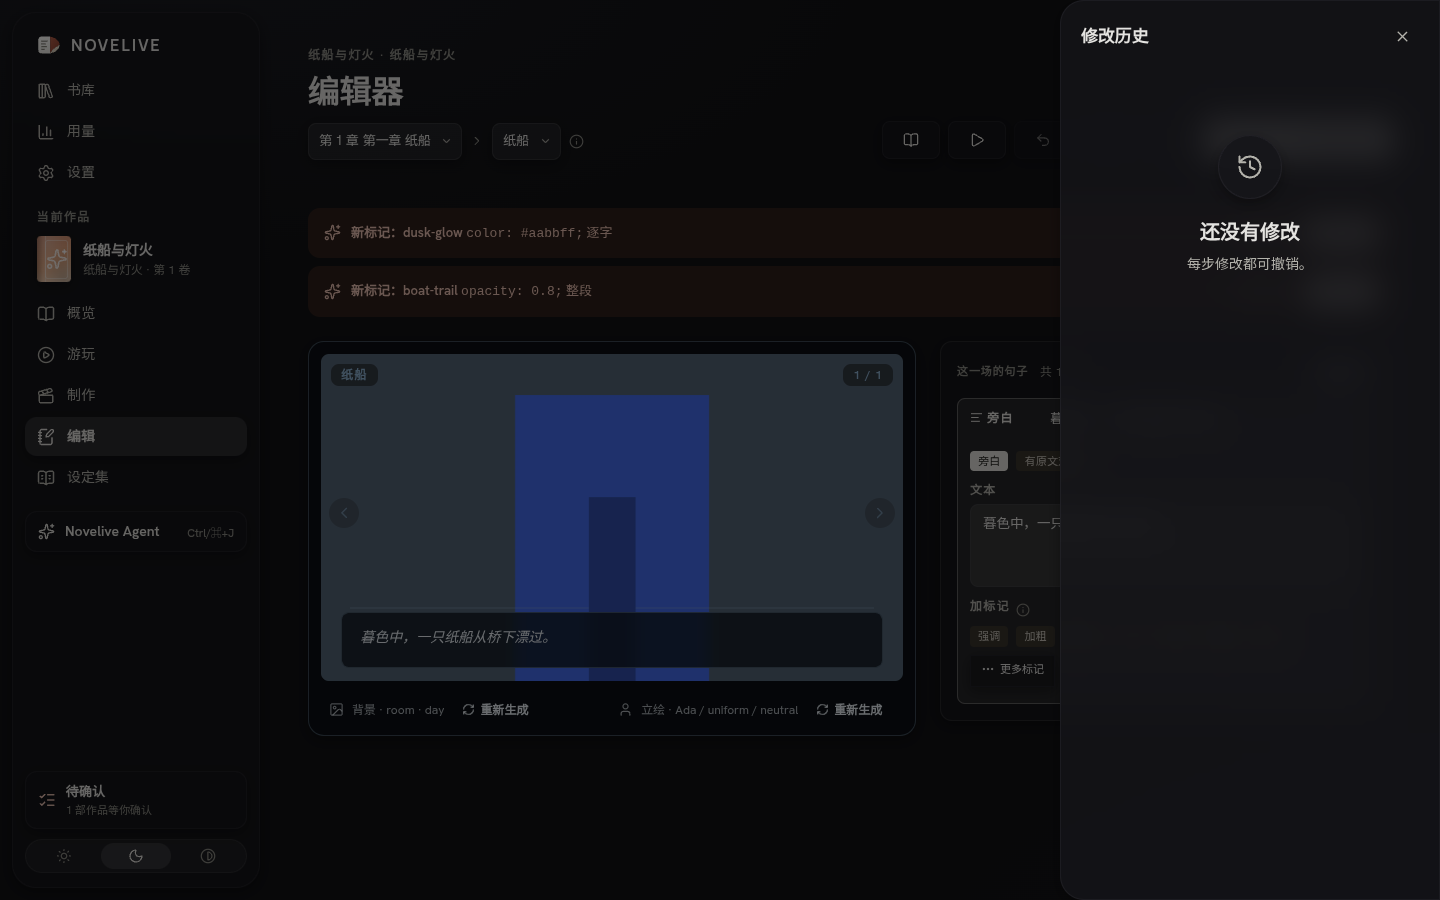 NOVELIVE
书库
用量
设置
当前作品
纸船与灯火
纸船与灯火 · 第 1 卷
概览
游玩
制作
编辑
设定集
Novelive Agent Ctrl/⌘+J
待确认
1 部作品等你确认
纸船与灯火 · 纸船与灯火
编辑器
第 1 章 第一章 纸船
纸船
新标记：dusk-glow color: #aabbff; 逐字
新标记：boat-trail opacity: 0.8; 整段
纸船
1 / 1
暮色中，一只纸船从桥下漂过。
背景 · room · day 重新生成
立绘 · Ada / uniform / neutral 重新生成
这一场的句子 共 1
旁白 暮
旁白 有原文
文本
暮色中，一只
加标记
强调 加粗
更多标记
修改历史
还没有修改
每步修改都可撤销。